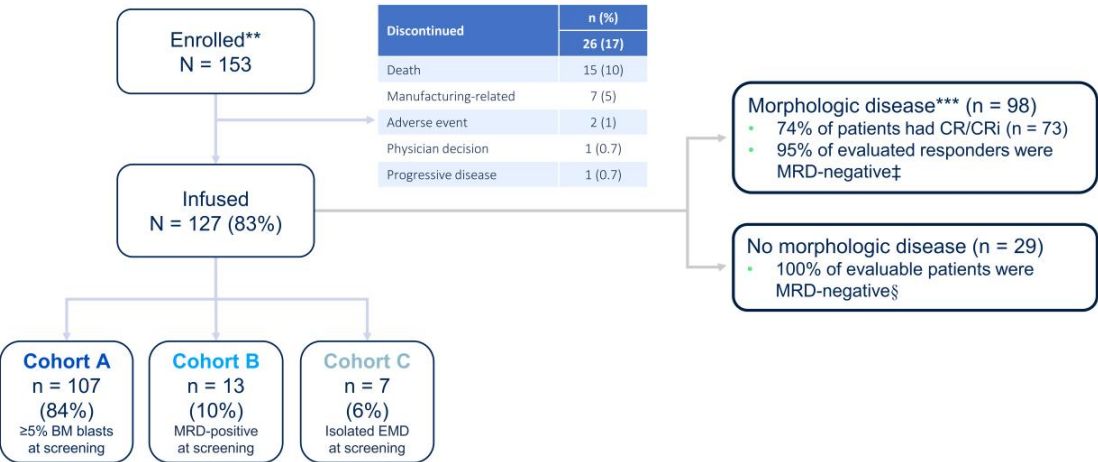 Enrolled**
N = 153
Discontinued
n (%)
26 (17)
Death 15 (10)
Manufacturing-related 7 (5)
Adverse event 2 (1)
Physician decision 1 (0.7)
Progressive disease 1 (0.7)
Infused
N = 127 (83%)
Morphologic disease*** (n = 98)
• 74% of patients had CR/CRi (n = 73)
• 95% of evaluated responders were
MRD-negative‡
No morphologic disease (n = 29)
• 100% of evaluable patients were
MRD-negative§
Cohort A
n = 107
(84%)
≥5% BM blasts
at screening
Cohort B
n = 13
(10%)
MRD-positive
at screening
Cohort C
n = 7
(6%)
Isolated EMD
at screening